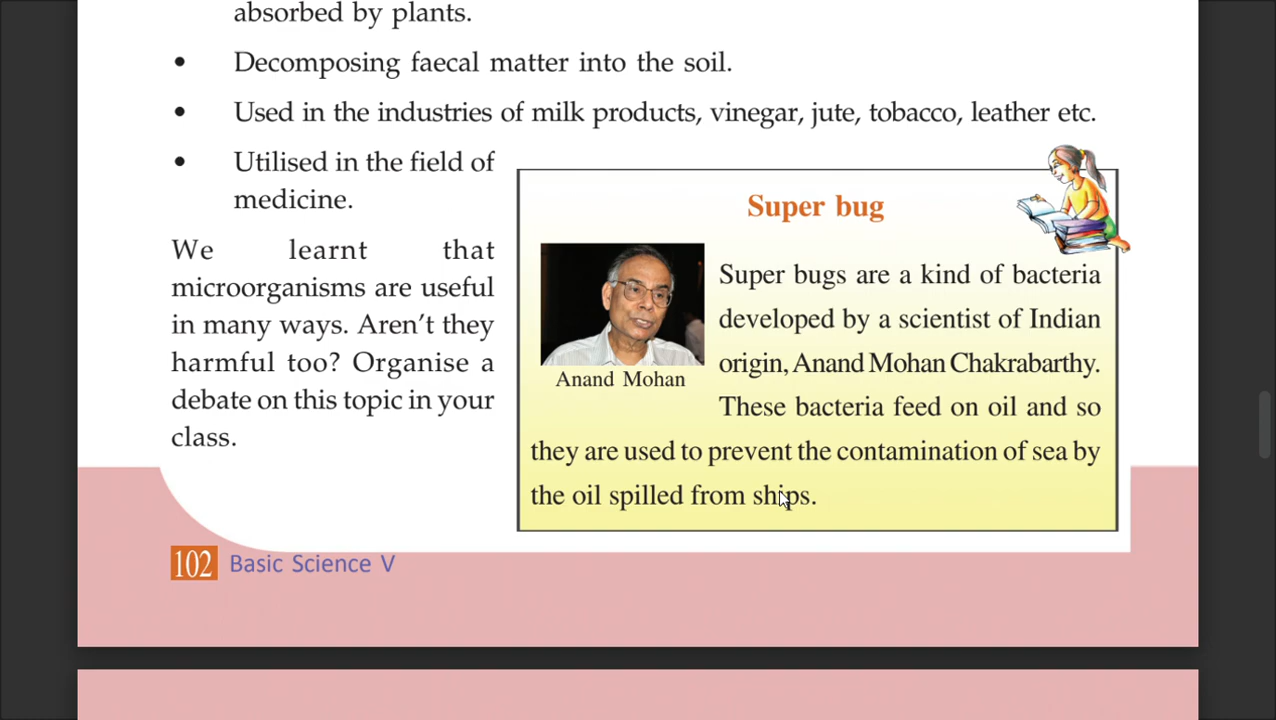 absorbed by plants.
• Decomposing faecal matter into the soil.
• Used in the industries of milk products, vinegar, jute, tobacco, leather etc.
• Utilised in the field of
medicine.
We learnt that
microorganisms are useful
in many ways. Aren't they
harmful too? Organise a
debate on this topic in your
class.
Super bug
Anand Mohan
Super bugs are a kind of bacteria
developed by a scientist of Indian
origin, Anand Mohan Chakrabarthy.
These bacteria feed on oil and so
they are used to prevent the contamination of sea by
the oil spilled from ships.
102 Basic Science V